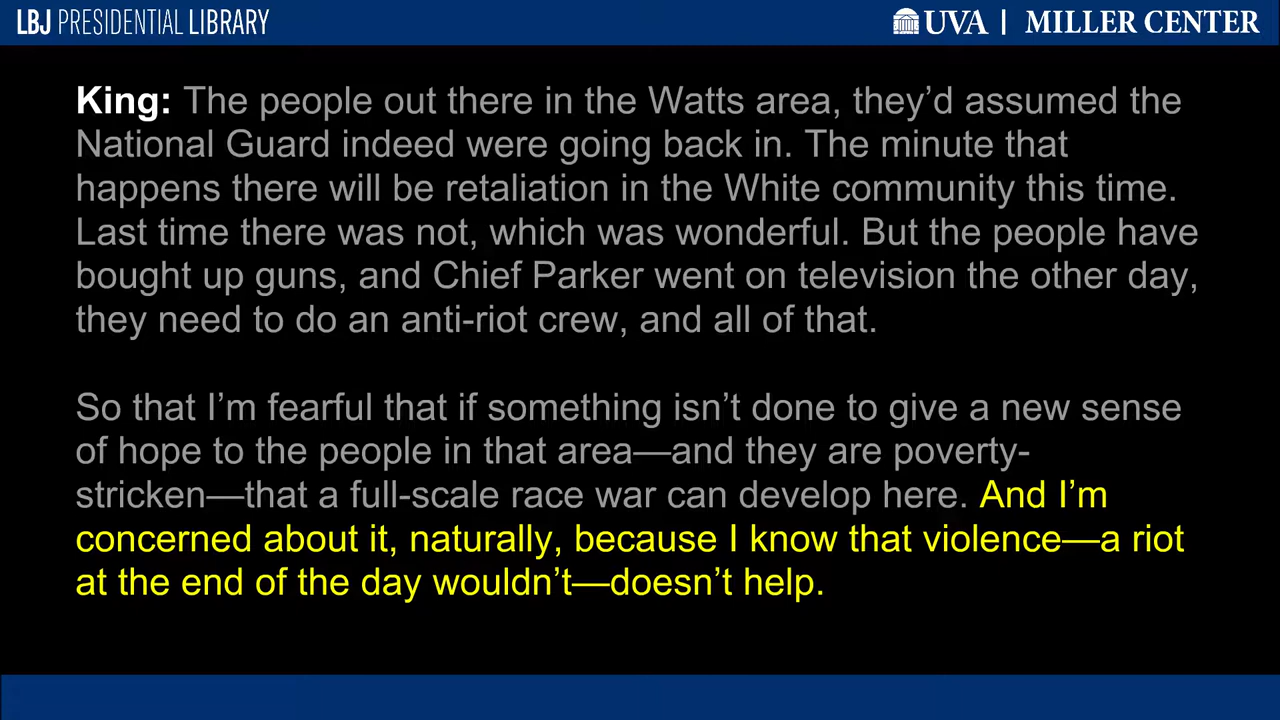 LBJ PRESIDENTIAL LIBRARY
UVA | MILLER CENTER
King: The people out there in the Watts area, they’d assumed the
National Guard indeed were going back in. The minute that
happens there will be retaliation in the White community this time.
Last time there was not, which was wonderful. But the people have
bought up guns, and Chief Parker went on television the other day,
they need to do an anti-riot crew, and all of that.
So that I’m fearful that if something isn’t done to give a new sense
of hope to the people in that area—and they are poverty-
stricken—that a full-scale race war can develop here. And I’m
concerned about it, naturally, because I know that violence—a riot
at the end of the day wouldn’t—doesn’t help.